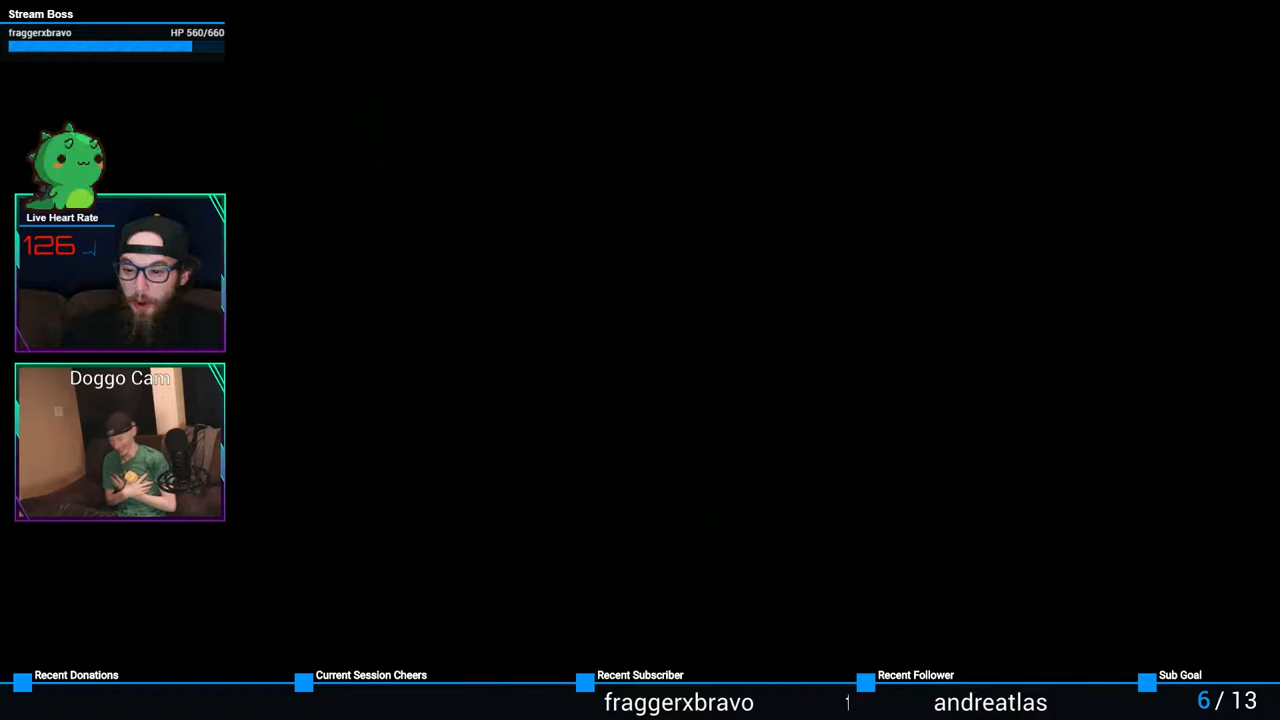 Stream Boss
fraggerxbravo HP 560/660
Live Heart Rate
126
Doggo Cam
Recent Donations
Current Session Cheers
Recent Subscriber
fraggerxbravo
Recent Follower
andreatlas
Sub Goal
6 / 13